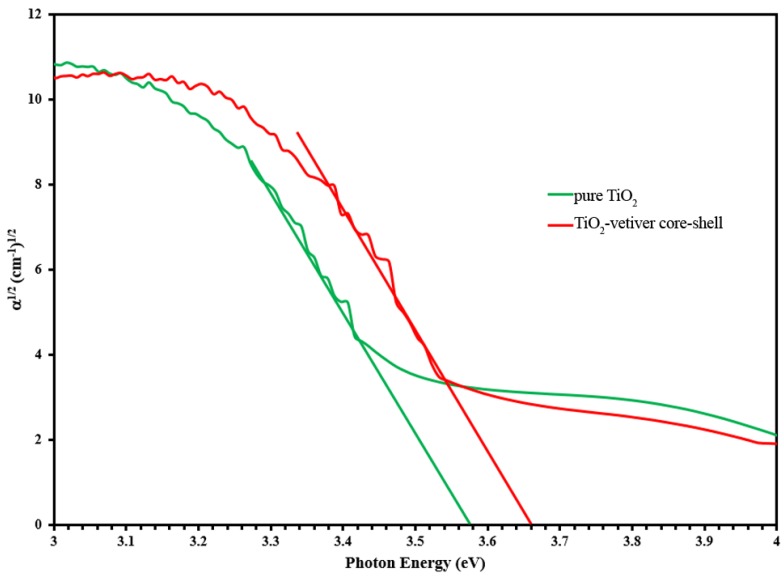 12
10
8
6
4
2
0
α¹/² (cm⁻¹)¹/²
pure TiO₂
TiO₂-vetiver core-shell
3 3.1 3.2 3.3 3.4 3.5 3.6 3.7 3.8 3.9 4
Photon Energy (eV)